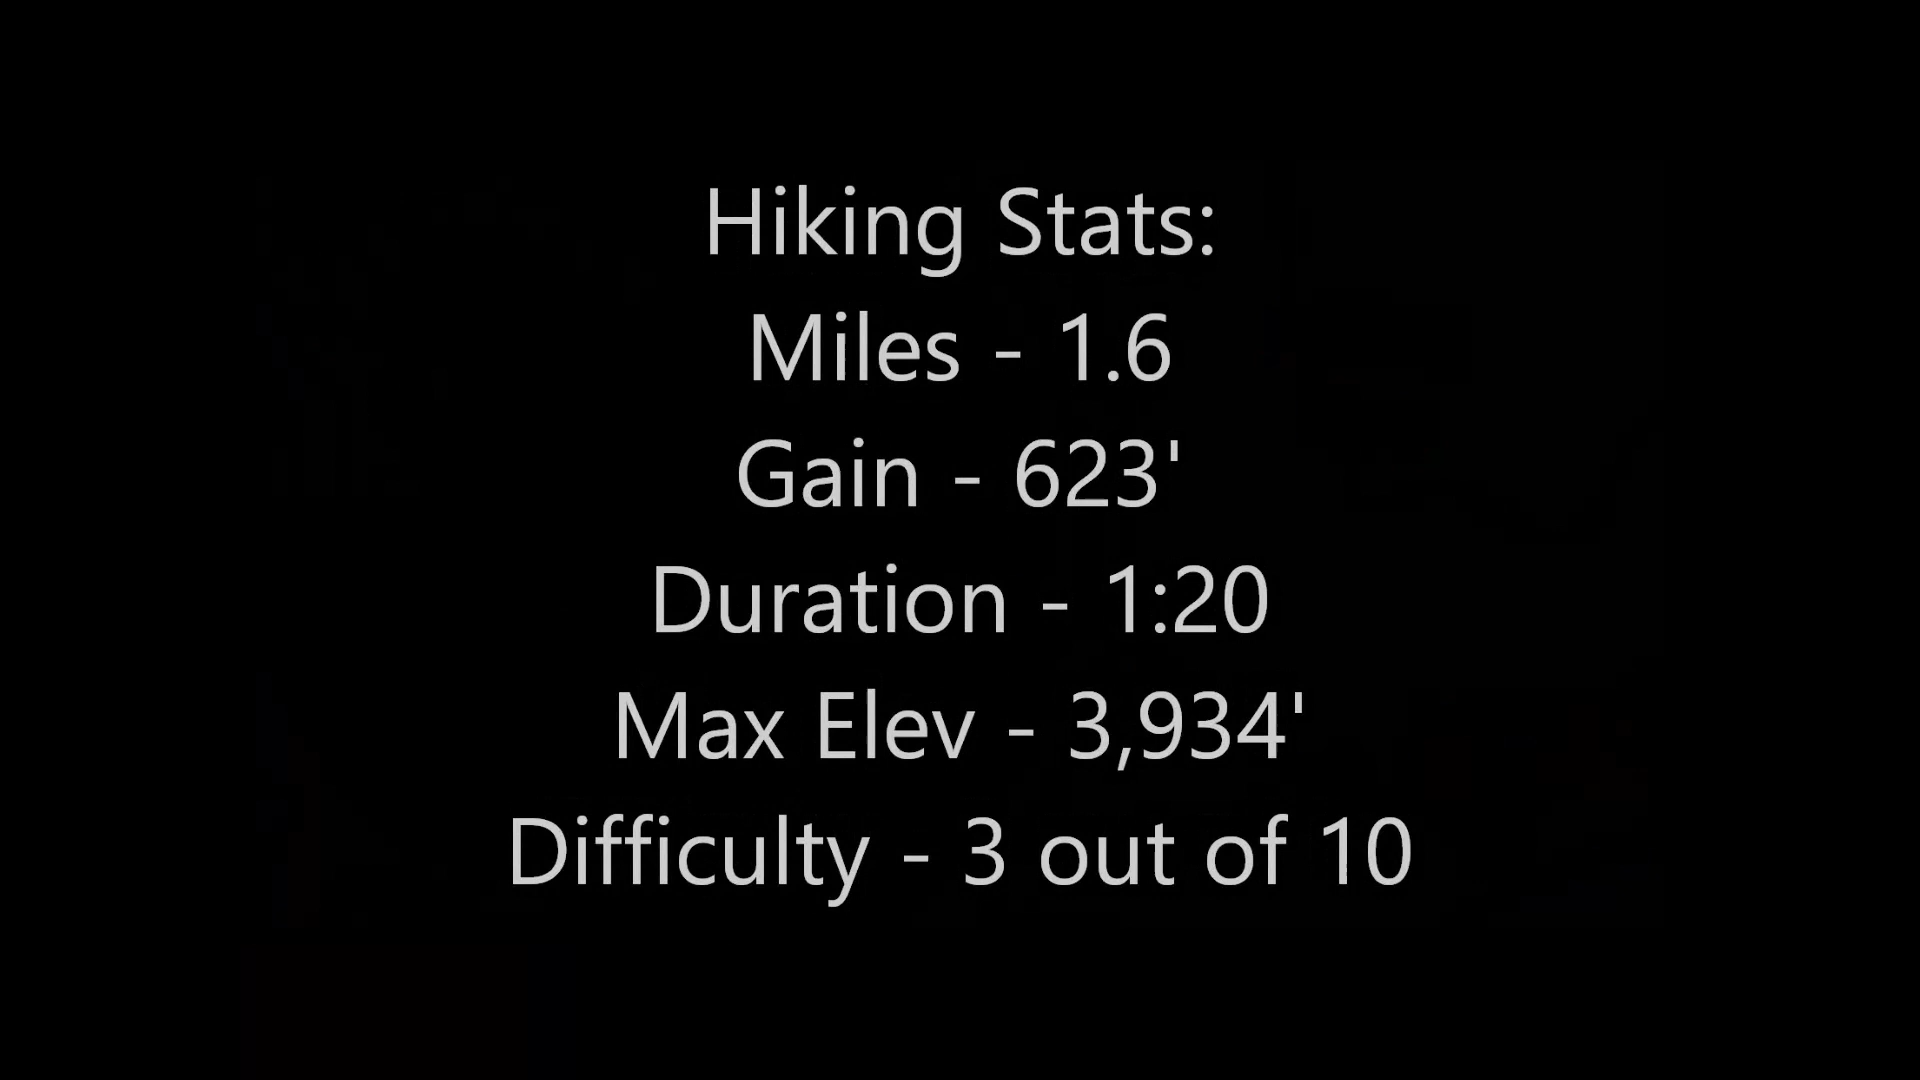 Hiking Stats:
Miles - 1.6
Gain - 623'
Duration - 1:20
Max Elev - 3,934'
Difficulty - 3 out of 10